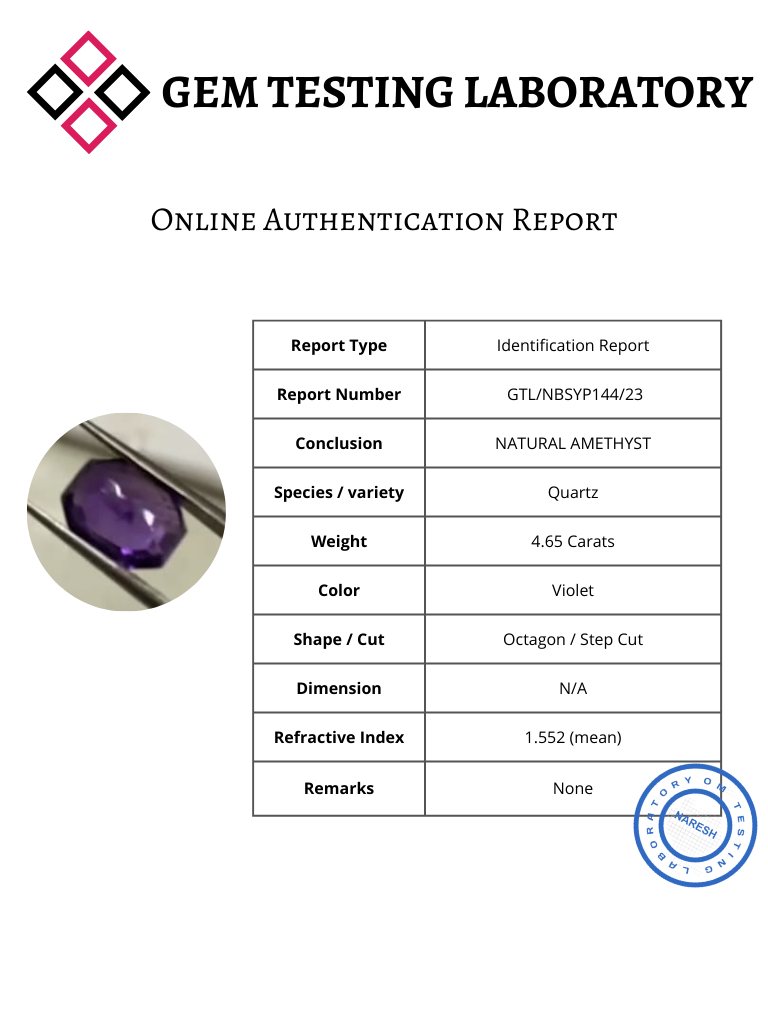 GEM TESTING LABORATORY
Online Authentication Report
Report Type Identification Report
Report Number GTL/NBSYP144/23
Conclusion NATURAL AMETHYST
Species / variety Quartz
Weight 4.65 Carats
Color Violet
Shape / Cut Octagon / Step Cut
Dimension N/A
Refractive Index 1.552 (mean)
Remarks None
OM TESTING LABORATORY
NARESH